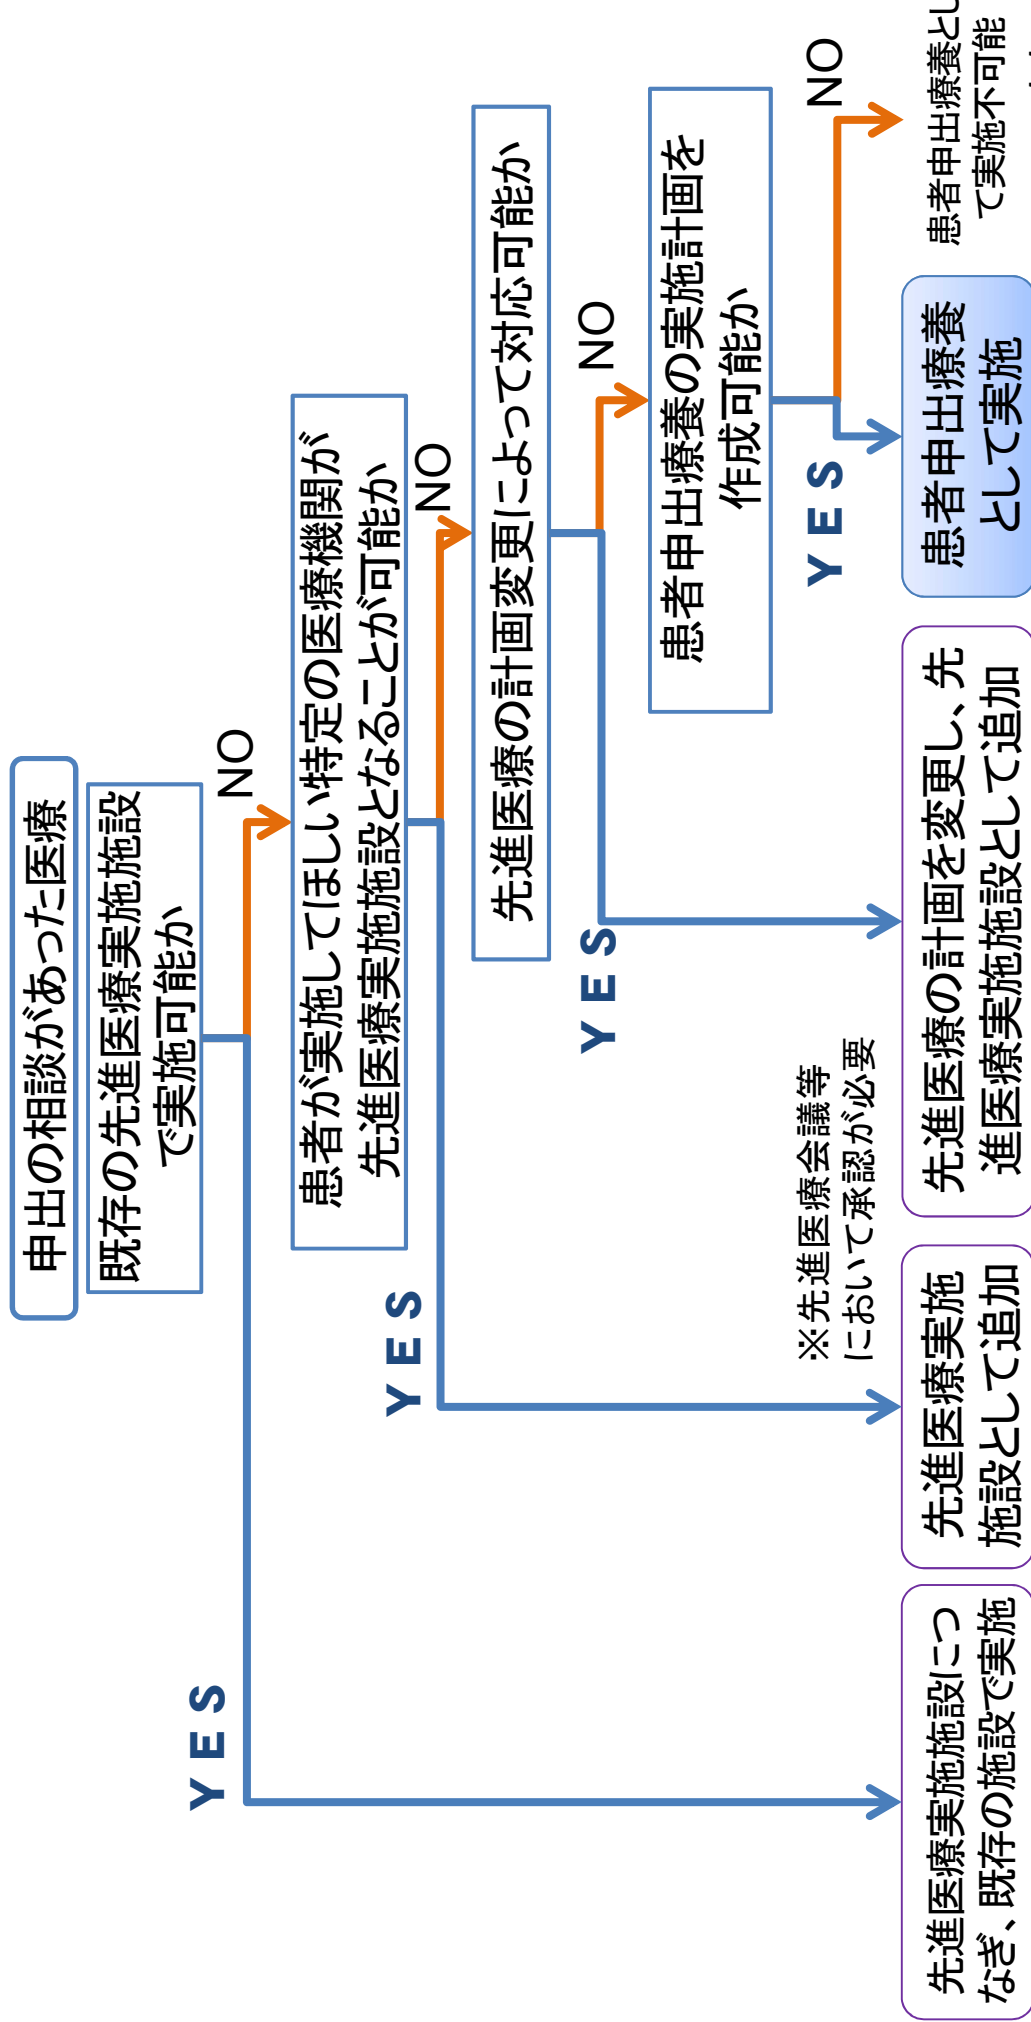 申出の相談があった医療
既存の先進医療実施施設
で実施可能か
YES
NO
患者が実施してほしい特定の医療機関が
先進医療実施施設となることが可能か
YES
NO
先進医療の計画変更によって対応可能か
YES
NO
患者申出療養の実施計画を
作成可能か
YES
NO
※先進医療会議等
において承認が必要
先進医療実施施設につ
なぎ、既存の施設で実施
先進医療実施
施設として追加
先進医療の計画を変更し、先
進医療実施施設として追加
患者申出療養
として実施
患者申出療養とし
て実施不可能